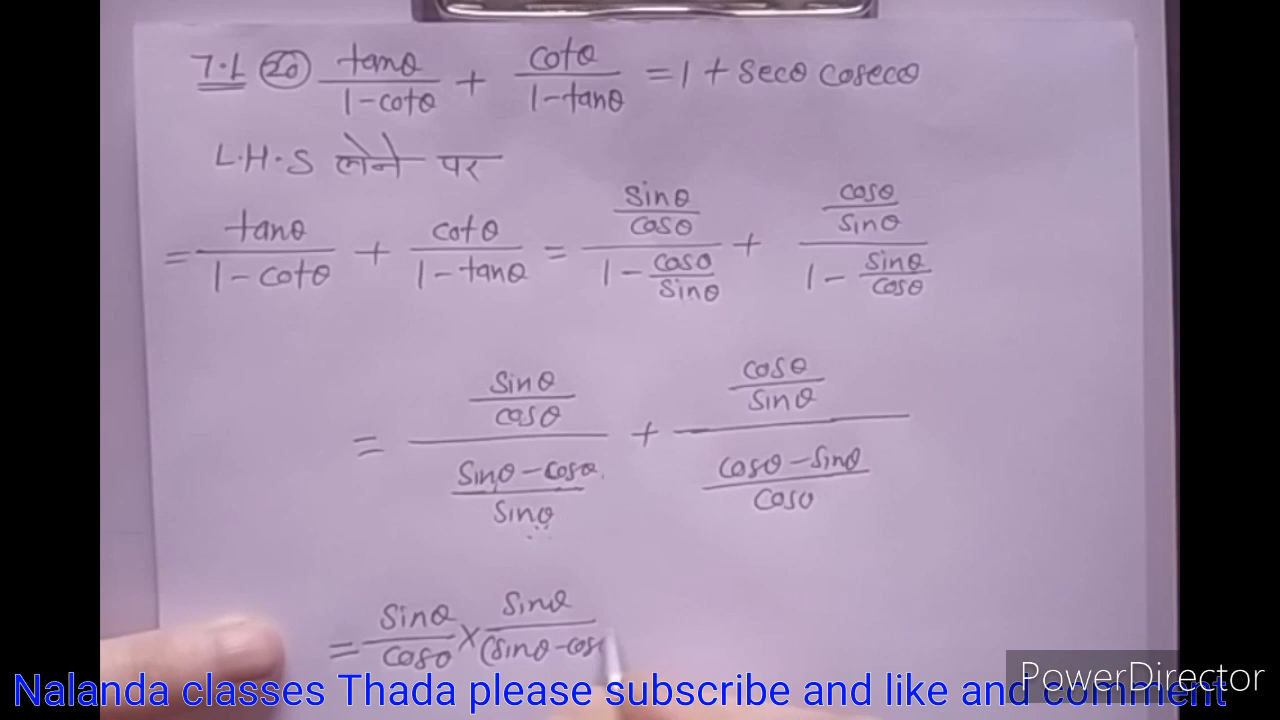 7.1 (20) tanθ/(1-cotθ) + cotθ/(1-tanθ) = 1 + secθ cosecθ
L.H.S लेने पर
= tanθ/(1-cotθ) + cotθ/(1-tanθ) = (sinθ/cosθ)/(1-cosθ/sinθ) + (cosθ/sinθ)/(1-sinθ/cosθ)
= (sinθ/cosθ)/((sinθ-cosθ)/sinθ) + (cosθ/sinθ)/((cosθ-sinθ)/cosθ)
= sinθ/cosθ × sinθ/(sinθ-cos
Nalanda classes Thada please subscribe and like and comment
PowerDirector